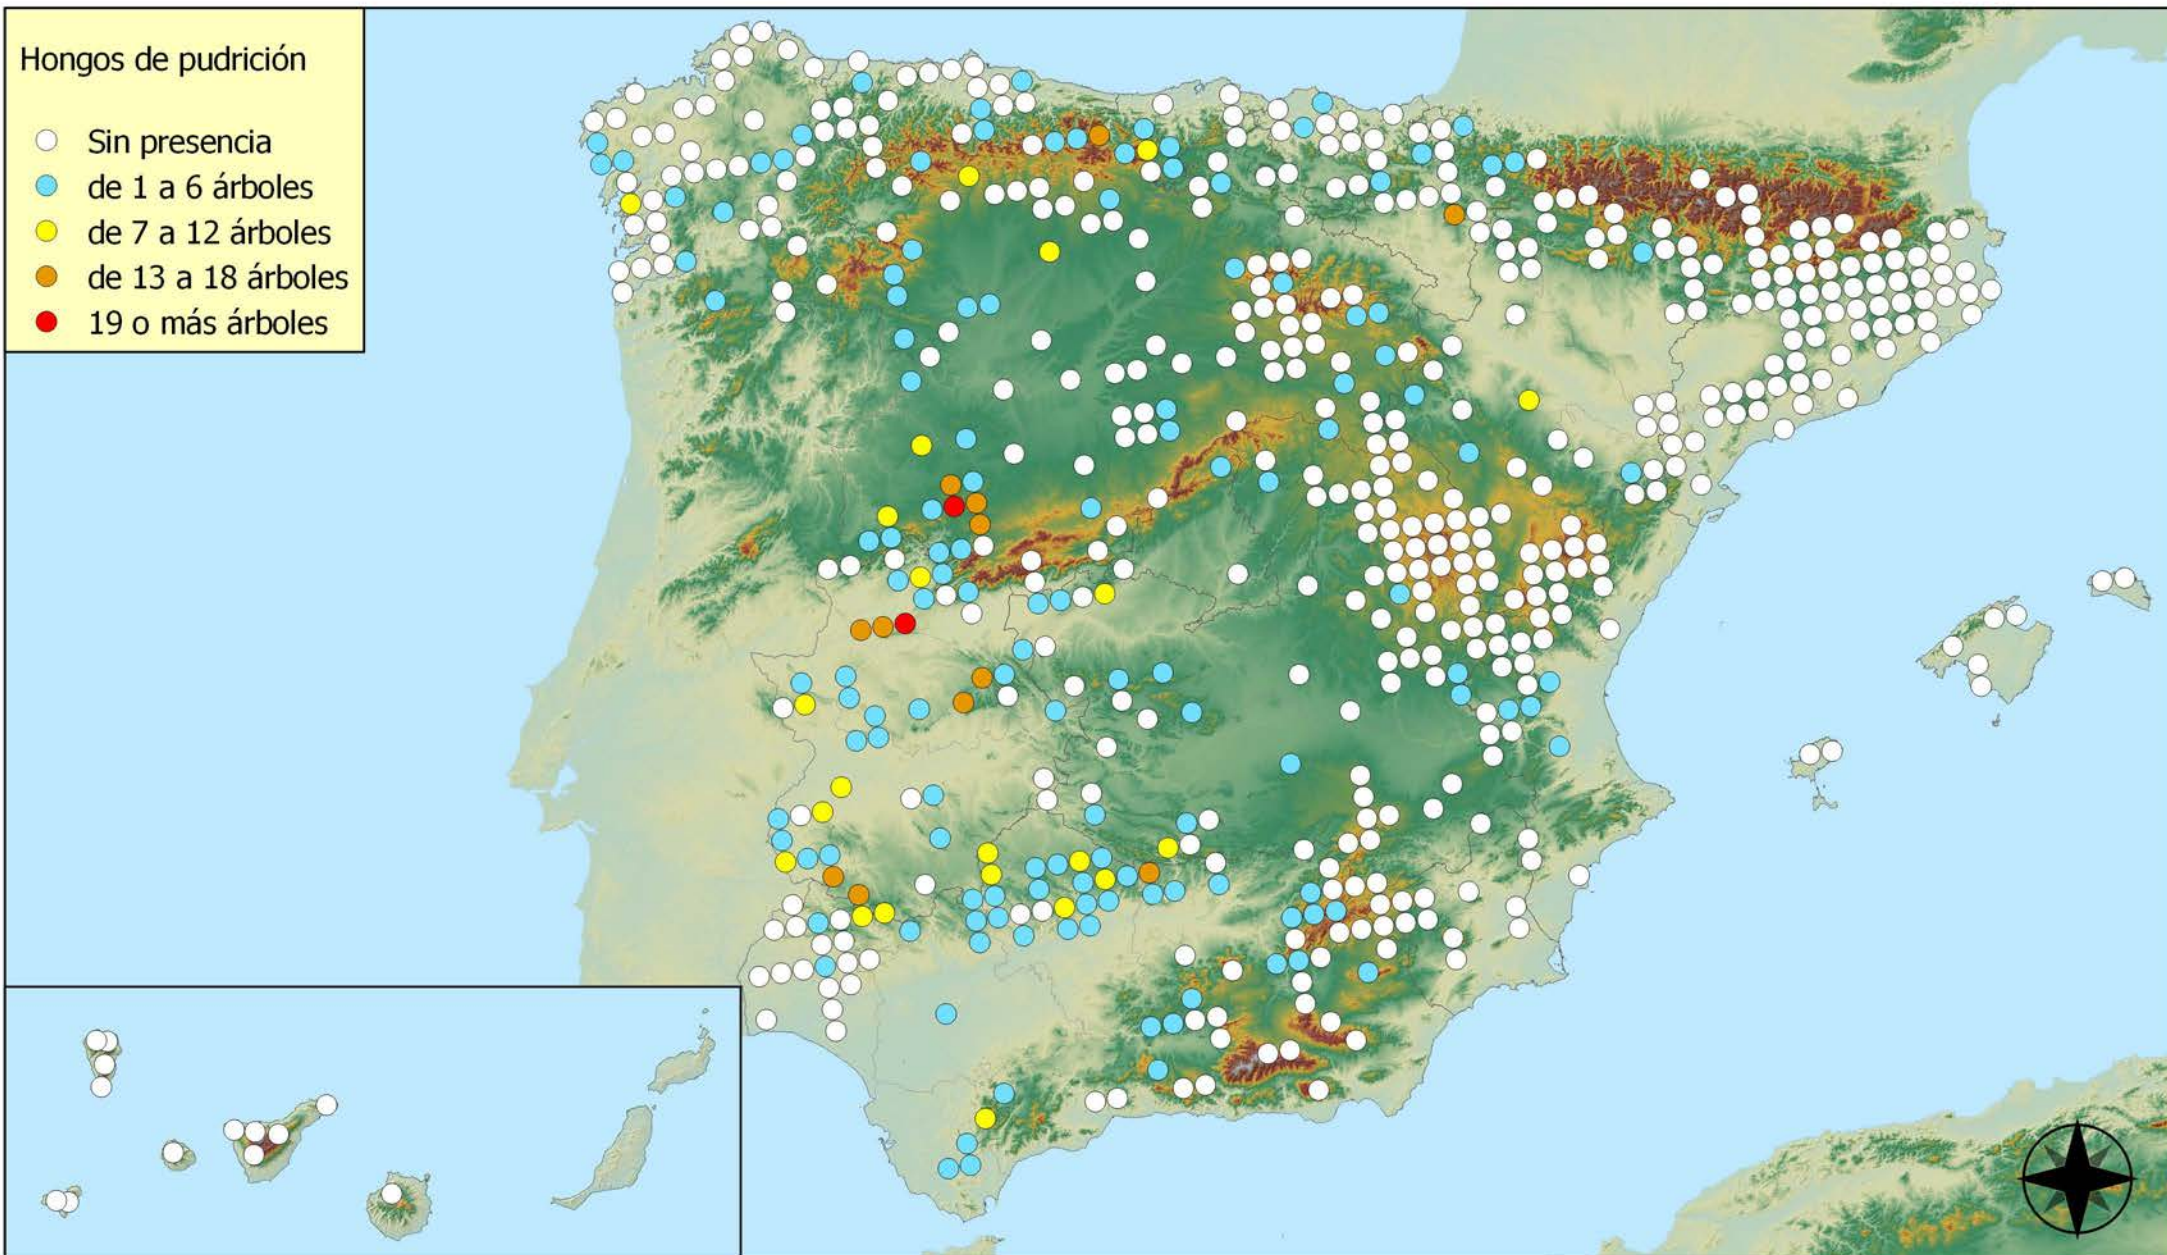 Hongos de pudrición
Sin presencia
de 1 a 6 árboles
de 7 a 12 árboles
de 13 a 18 árboles
19 o más árboles